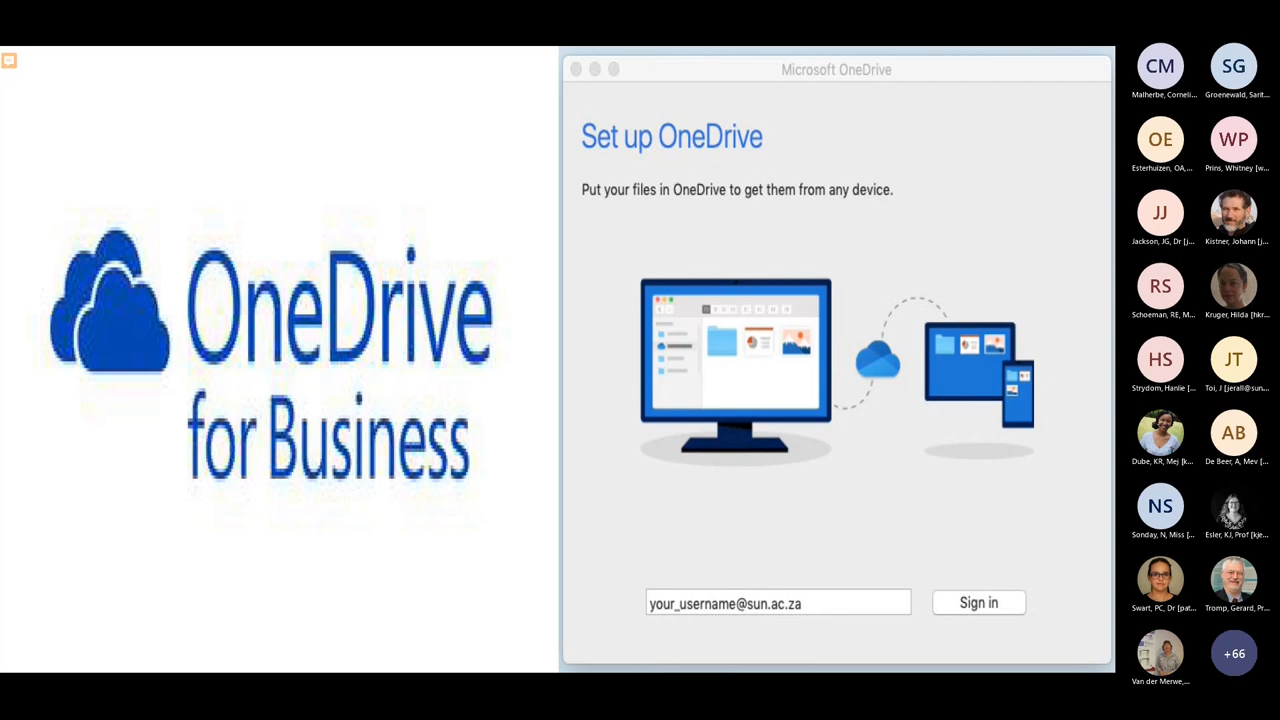 OneDrive
for Business
Microsoft OneDrive
Set up OneDrive
Put your files in OneDrive to get them from any device.
your_username@sun.ac.za
Sign in
CM
SG
Malherbe, Corneli...
Groenewald, Sarit...
OE
WP
Esterhuizen, OA,...
Prins, Whitney [w...
JJ
Jackson, JG, Dr [j...
Kistner, Johann [j...
RS
Schoeman, RE, M...
Kruger, Hilda [hkr...
HS
JT
Strydom, Hanlie [...
Toi, J [jerall@sun...
AB
Dube, KR, Mej [k...
De Beer, A, Mev [...
NS
Sonday, N, Miss [...
Esler, KJ, Prof [kje...
Swart, PC, Dr [pat...
Tromp, Gerard, Pr...
+66
Van der Merwe,...